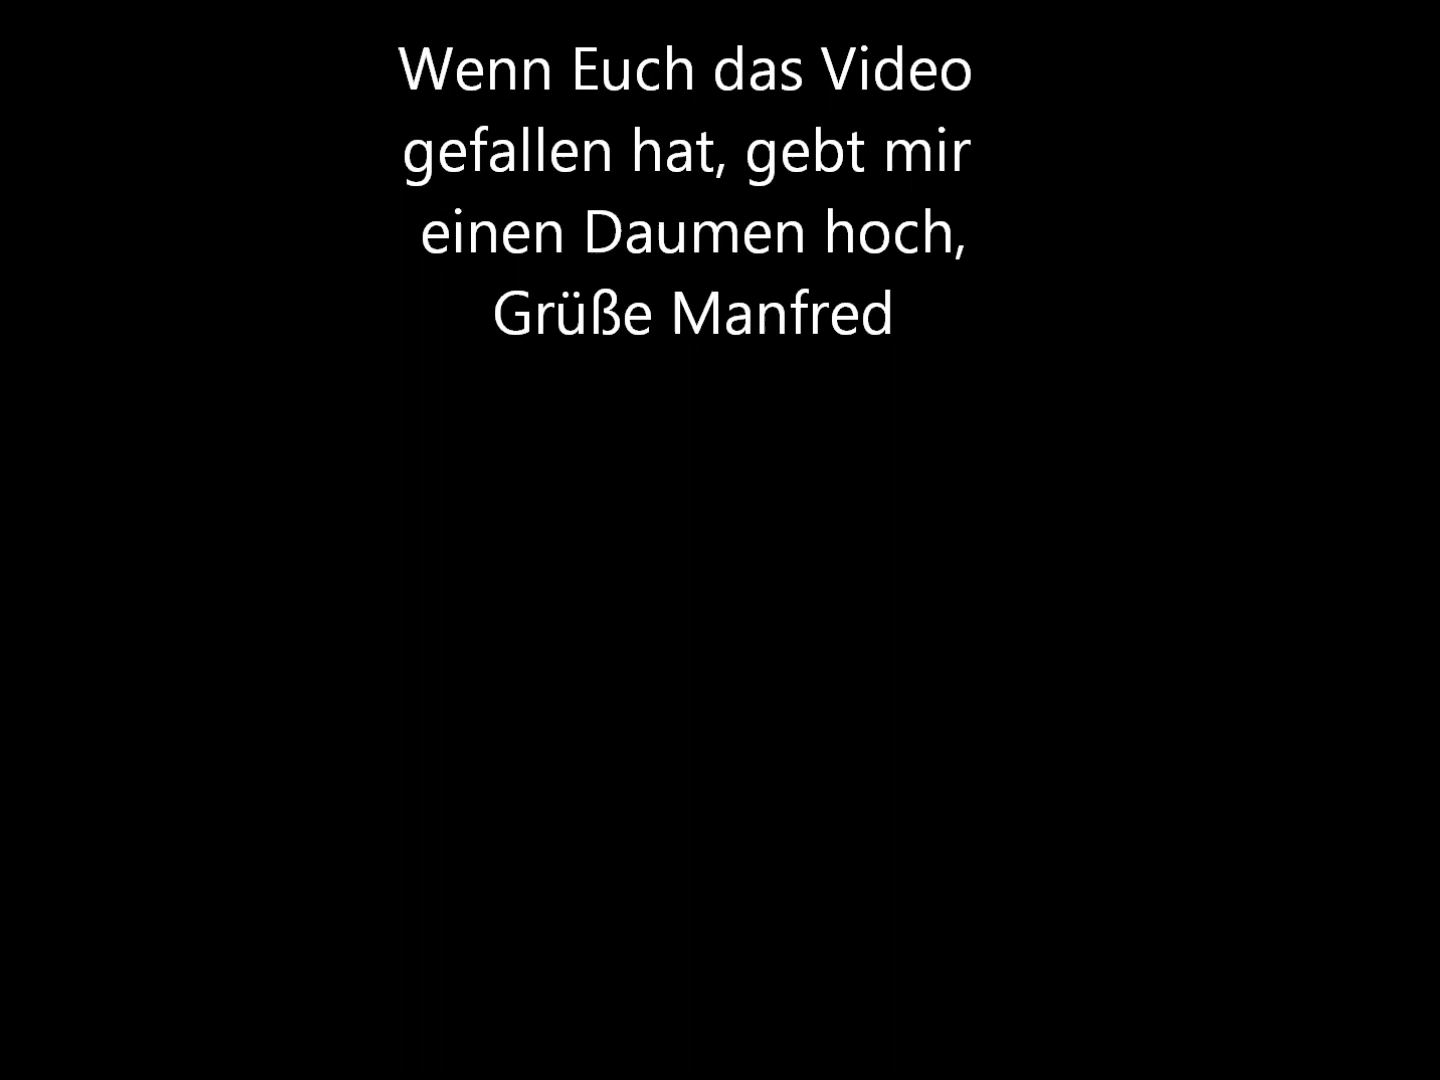 Wenn Euch das Video
gefallen hat, gebt mir
einen Daumen hoch,
Grüße Manfred